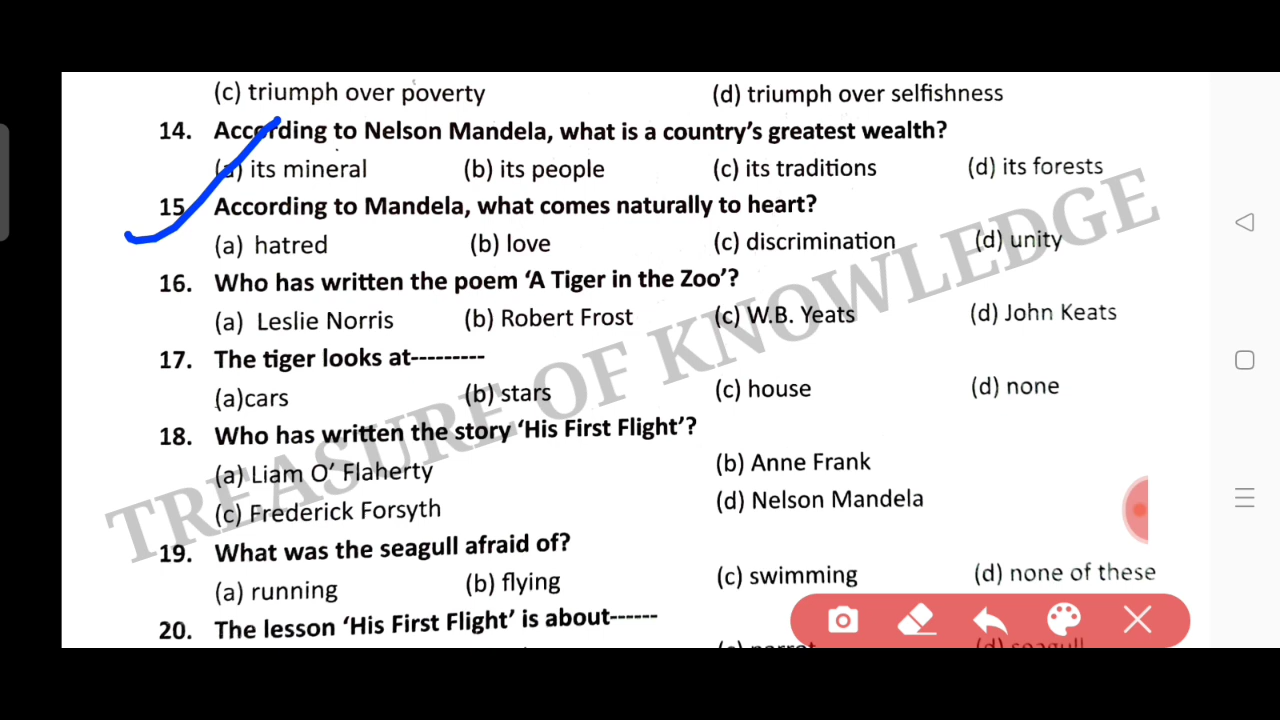 (c) triumph over poverty (d) triumph over selfishness
14. According to Nelson Mandela, what is a country's greatest wealth?
(a) its mineral (b) its people (c) its traditions (d) its forests
15. According to Mandela, what comes naturally to heart?
(a) hatred (b) love (c) discrimination (d) unity
16. Who has written the poem 'A Tiger in the Zoo'?
(a) Leslie Norris (b) Robert Frost (c) W.B. Yeats (d) John Keats
17. The tiger looks at---------
(a)cars (b) stars (c) house (d) none
18. Who has written the story 'His First Flight'?
(a) Liam O' Flaherty (b) Anne Frank
(c) Frederick Forsyth (d) Nelson Mandela
19. What was the seagull afraid of?
(a) running (b) flying (c) swimming (d) none of these
20. The lesson 'His First Flight' is about------
(c) parrot (d) seagull
TREASURE OF KNOWLEDGE